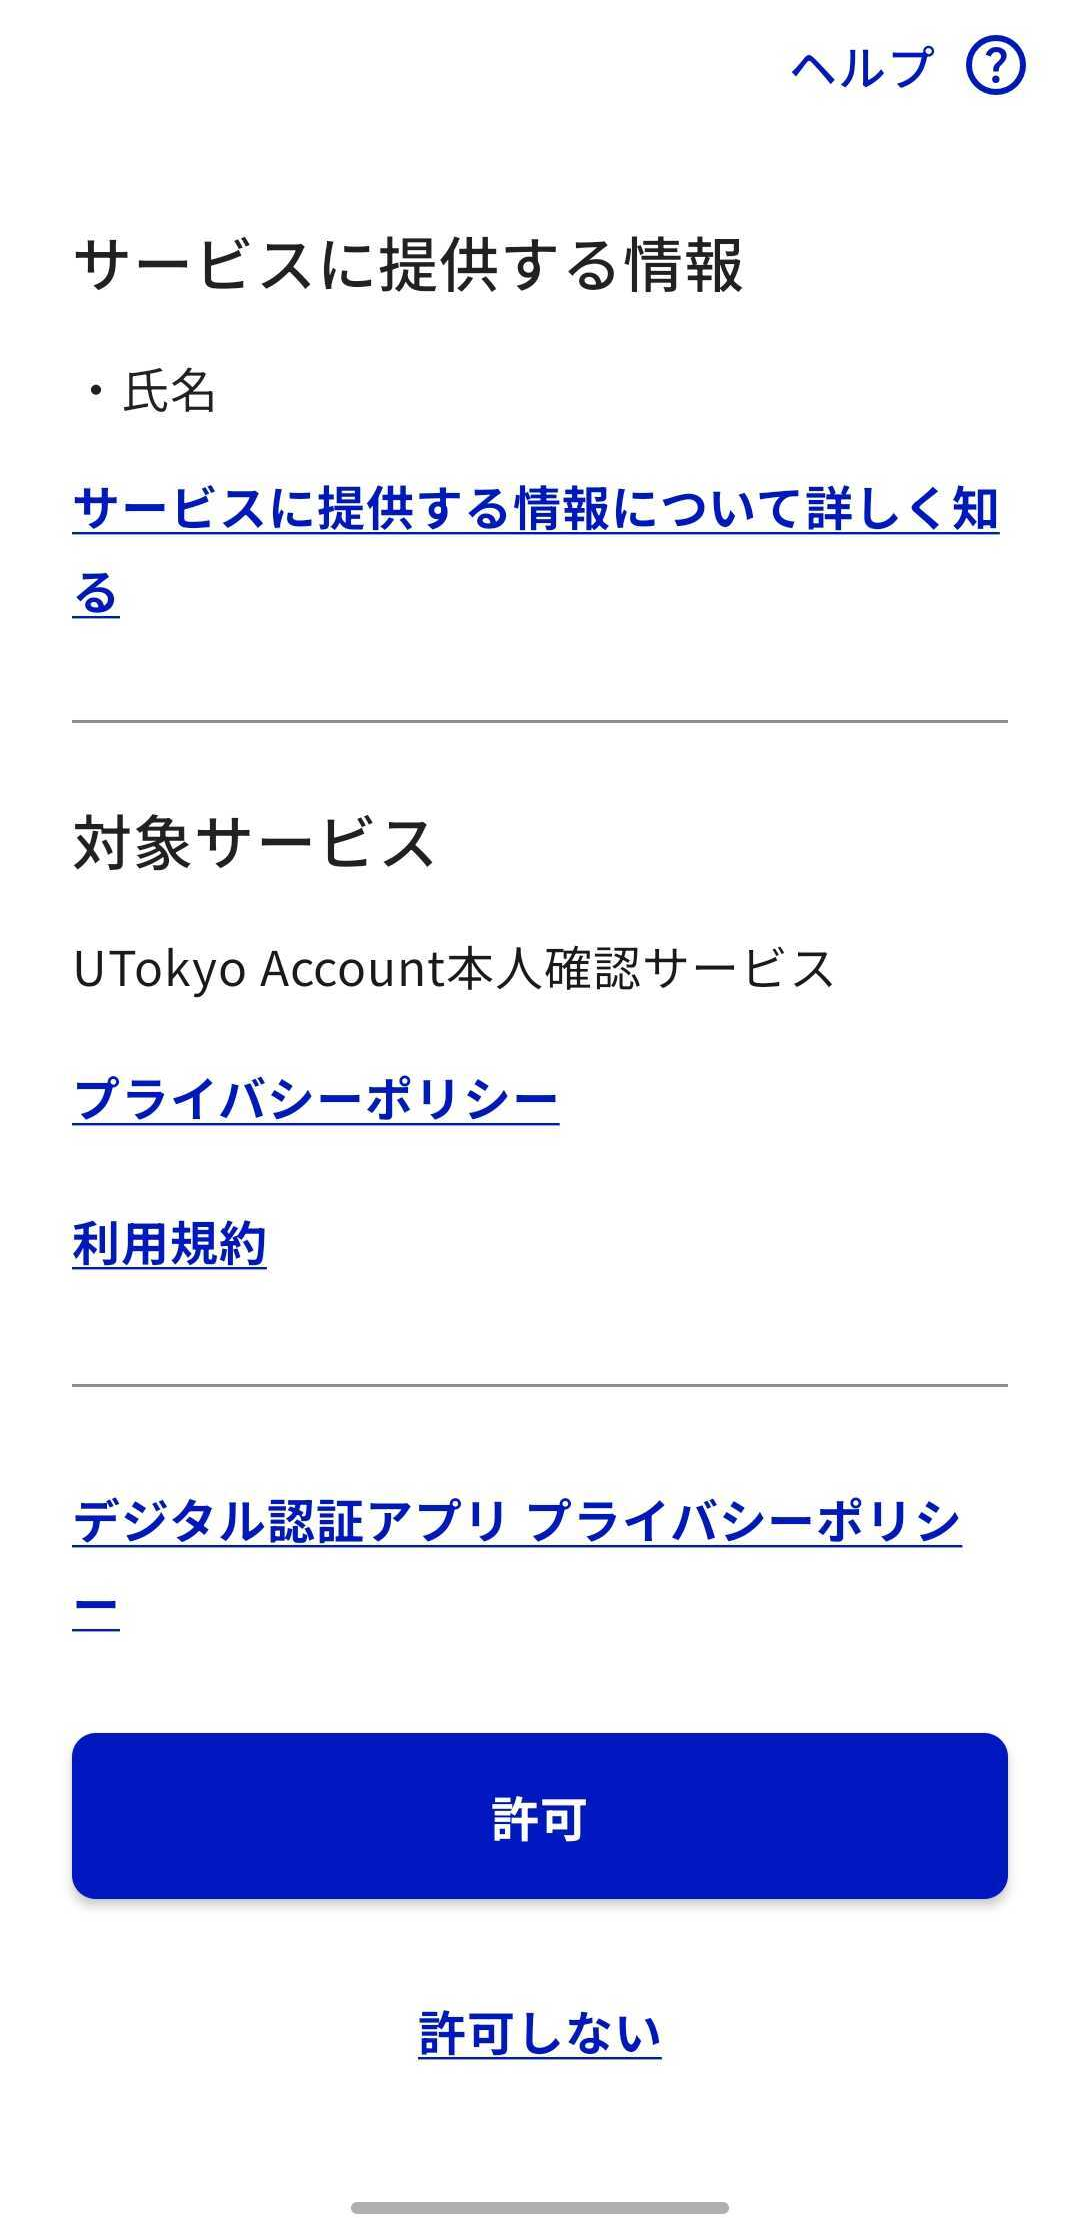 ヘルプ
サービスに提供する情報
・氏名
サービスに提供する情報について詳しく知
る
対象サービス
UTokyo Account本人確認サービス
プライバシーポリシー
利用規約
デジタル認証アプリ プライバシーポリシ
ー
許可
許可しない